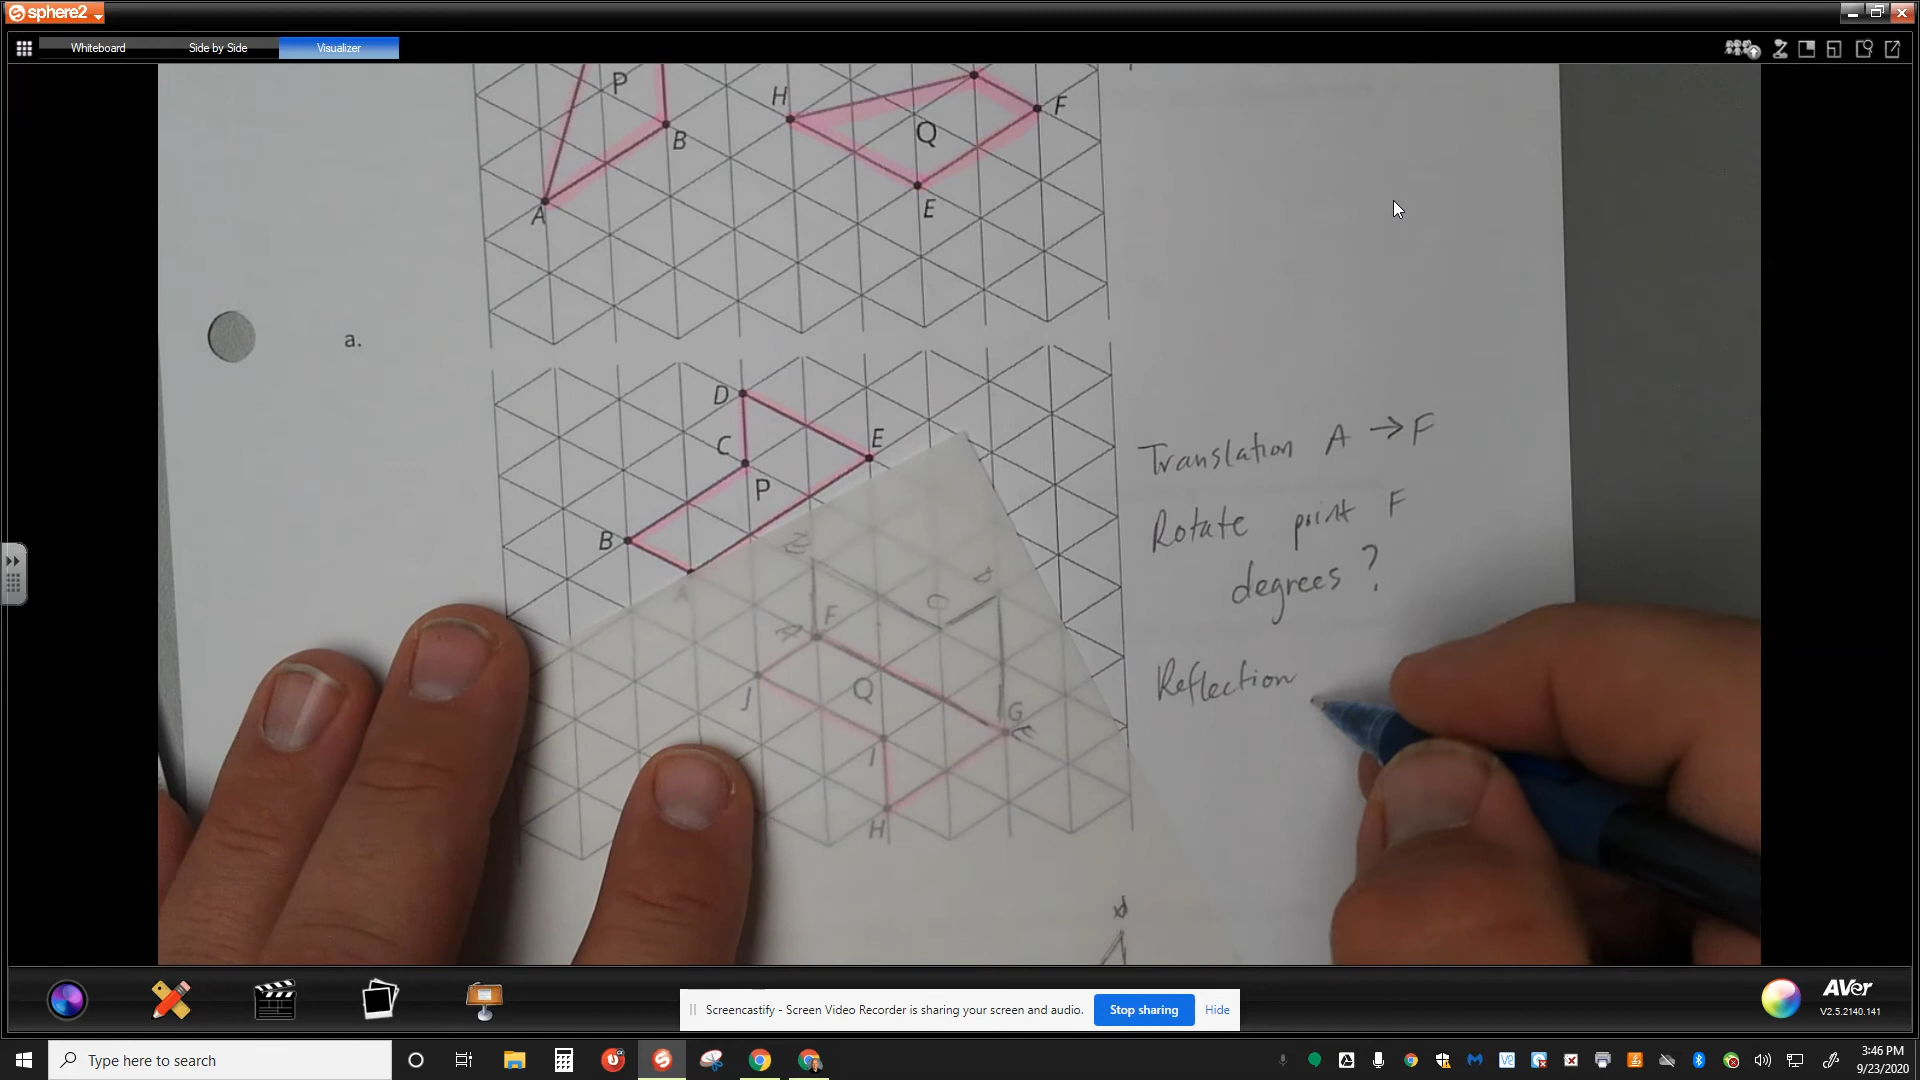 sphere2
Whiteboard Side by Side Visualizer
P
H
F
B
Q
A
E
a.
D
C
E
P
B
A
Translation A → F
Rotate point F
degrees ?
Reflection
E
D
C
F
A
J
Q
G
E
I
H
Screencastify - Screen Video Recorder is sharing your screen and audio. Stop sharing Hide
AVer
V2.5.2140.141
Type here to search
3:46 PM
9/23/2020